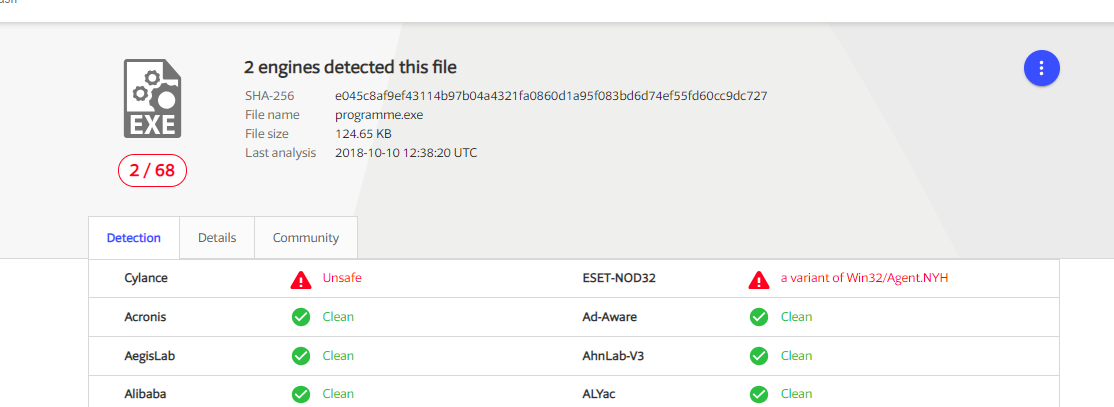 2 engines detected this file
SHA-256 e045c8af9ef43114b97b04a4321fa0860d1a95f083bd6d74ef55fd60cc9dc727
File name programme.exe
File size 124.65 KB
Last analysis 2018-10-10 12:38:20 UTC
EXE
2 / 68
Detection Details Community
Cylance Unsafe ESET-NOD32 a variant of Win32/Agent.NYH
Acronis Clean Ad-Aware Clean
AegisLab Clean AhnLab-V3 Clean
Alibaba Clean ALYac Clean